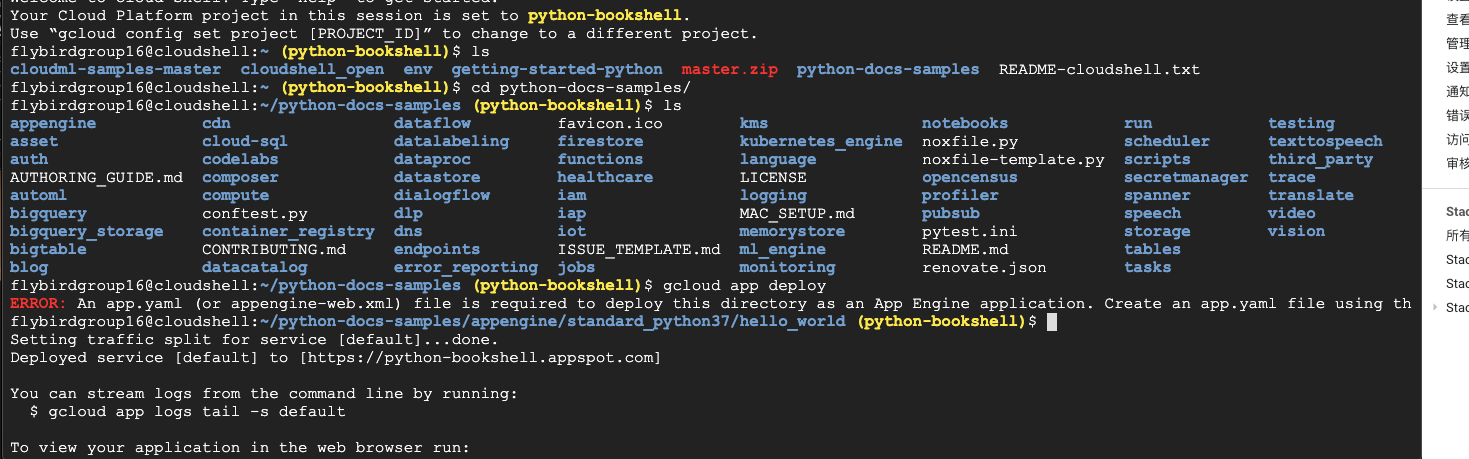 Your Cloud Platform project in this session is set to python-bookshell.
Use “gcloud config set project [PROJECT_ID]” to change to a different project.
flybirdgroup16@cloudshell:~ (python-bookshell)$ ls
cloudml-samples-master cloudshell_open env getting-started-python master.zip python-docs-samples README-cloudshell.txt
flybirdgroup16@cloudshell:~ (python-bookshell)$ cd python-docs-samples/
flybirdgroup16@cloudshell:~/python-docs-samples (python-bookshell)$ ls
appengine cdn dataflow favicon.ico kms notebooks run testing
asset cloud-sql datalabeling firestore kubernetes_engine noxfile.py scheduler texttospeech
auth codelabs dataproc functions language noxfile-template.py scripts third_party
AUTHORING_GUIDE.md composer datastore healthcare LICENSE opencensus secretmanager trace
automl compute dialogflow iam logging profiler spanner translate
bigquery conftest.py dlp iap MAC_SETUP.md pubsub speech video
bigquery_storage container_registry dns iot memorystore pytest.ini storage vision
bigtable CONTRIBUTING.md endpoints ISSUE_TEMPLATE.md ml_engine README.md tables
blog datacatalog error_reporting jobs monitoring renovate.json tasks
flybirdgroup16@cloudshell:~/python-docs-samples (python-bookshell)$ gcloud app deploy
ERROR: An app.yaml (or appengine-web.xml) file is required to deploy this directory as an App Engine application. Create an app.yaml file using th
flybirdgroup16@cloudshell:~/python-docs-samples/appengine/standard_python37/hello_world (python-bookshell)$
Setting traffic split for service [default]...done.
Deployed service [default] to [https://python-bookshell.appspot.com]
You can stream logs from the command line by running:
$ gcloud app logs tail -s default
To view your application in the web browser run:
查看
管理
设置
通知
错误
访问
审核
Stac
所有
Stac
Stac
Stac